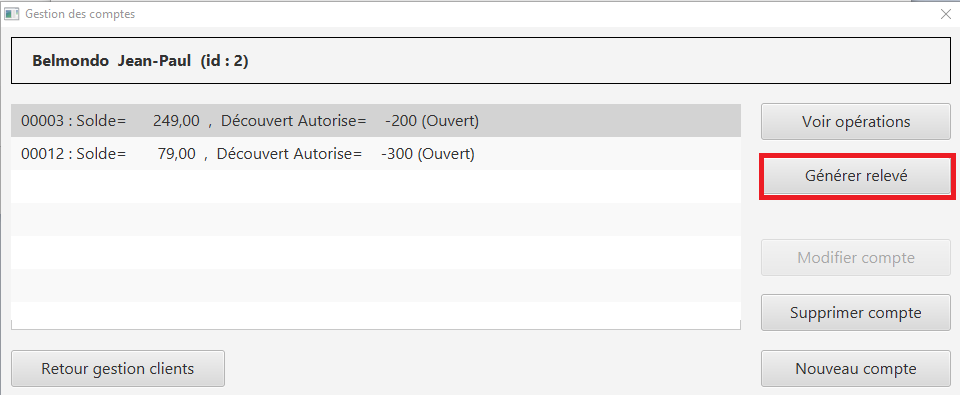 Gestion des comptes
Belmondo Jean-Paul (id : 2)
00003 : Solde= 249,00 , Découvert Autorise= -200 (Ouvert)
00012 : Solde= 79,00 , Découvert Autorise= -300 (Ouvert)
Voir opérations
Générer relevé
Modifier compte
Supprimer compte
Retour gestion clients
Nouveau compte